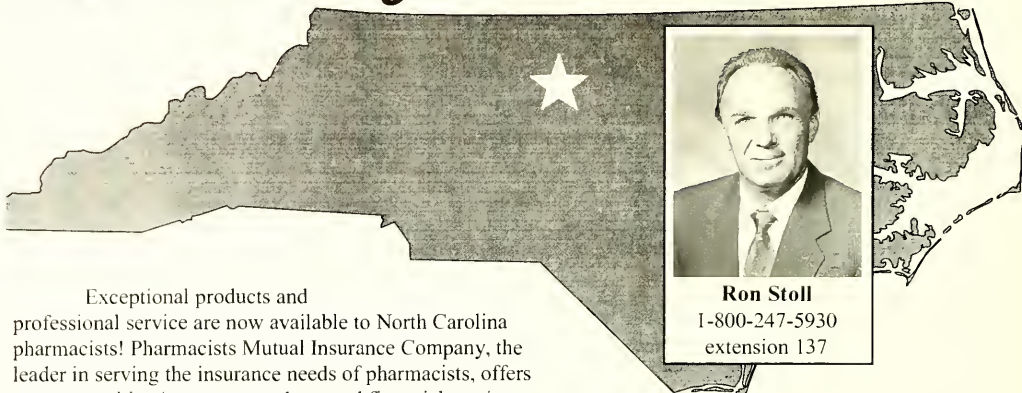 Exceptional products and
professional service are now available to North Carolina
pharmacists! Pharmacists Mutual Insurance Company, the
leader in serving the insurance needs of pharmacists, offers
Ron Stoll
1-800-247-5930
extension 137